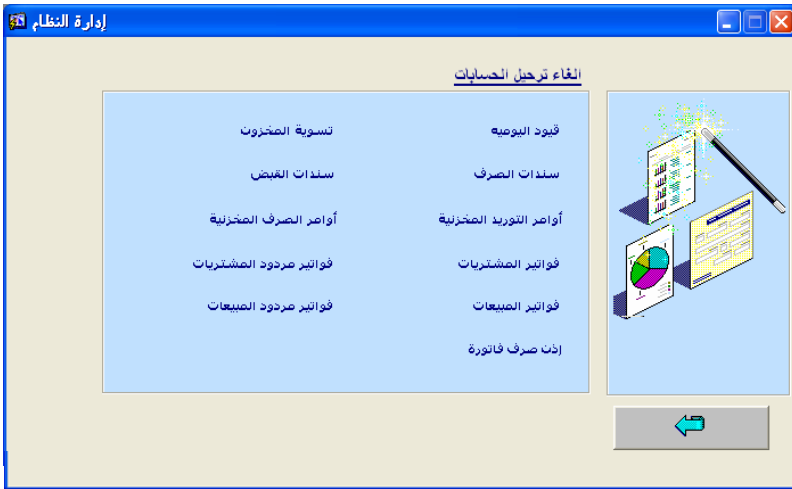 إدارة النظام
الغاء ترحيل الحسابات
قيود اليوميه
تسوية المخزون
سندات الصرف
سندات القبض
أوامر التوريد المخزنية
أوامر الصرف المخزنية
فواتير المشتريات
فواتير مردود المشتريات
فواتير المبيعات
فواتير مردود المبيعات
إذن صرف فاتورة